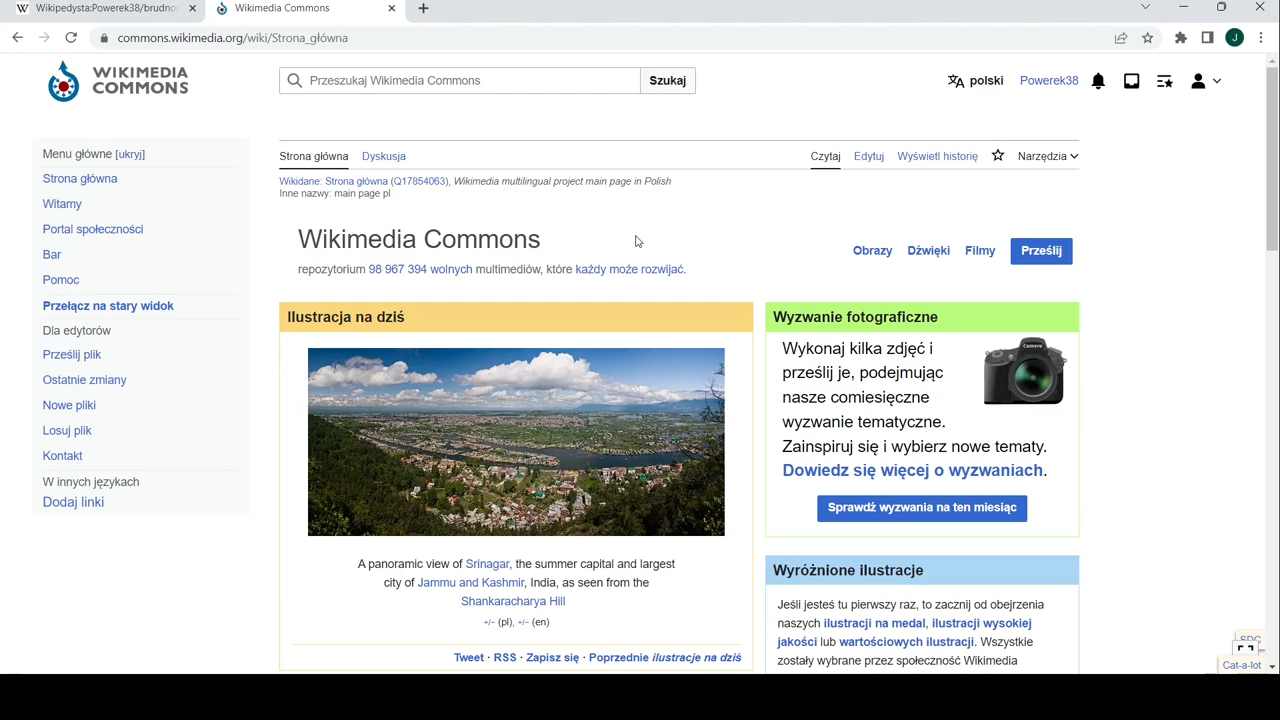 Wikipedysta:Powerek38/brudno
Wikimedia Commons
commons.wikimedia.org/wiki/Strona_główna
J
WIKIMEDIA
COMMONS
Przeszukaj Wikimedia Commons
Szukaj
polski
Powerek38
Menu główne [ukryj]
Strona główna
Witamy
Portal społeczności
Bar
Pomoc
Przełącz na stary widok
Dla edytorów
Prześlij plik
Ostatnie zmiany
Nowe pliki
Losuj plik
Kontakt
W innych językach
Dodaj linki
Strona główna Dyskusja
Czytaj Edytuj Wyświetl historię Narzędzia
Wikidane: Strona główna (Q17854063), Wikimedia multilingual project main page in Polish
Inne nazwy: main page pl
Wikimedia Commons
repozytorium 98 967 394 wolnych multimediów, które każdy może rozwijać.
Obrazy Dźwięki Filmy Prześlij
Ilustracja na dziś
A panoramic view of Srinagar, the summer capital and largest
city of Jammu and Kashmir, India, as seen from the
Shankaracharya Hill
+/− (pl), +/− (en)
Tweet · RSS · Zapisz się · Poprzednie ilustracje na dziś
Wyzwanie fotograficzne
Wykonaj kilka zdjęć i
prześlij je, podejmując
nasze comiesięczne
wyzwanie tematyczne.
Zainspiruj się i wybierz nowe tematy.
Dowiedz się więcej o wyzwaniach.
Camera
Sprawdź wyzwania na ten miesiąc
Wyróżnione ilustracje
Jeśli jesteś tu pierwszy raz, to zacznij od obejrzenia
naszych ilustracji na medal, ilustracji wysokiej
jakości lub wartościowych ilustracji. Wszystkie
zostały wybrane przez społeczność Wikimedia
Cat-a-lot